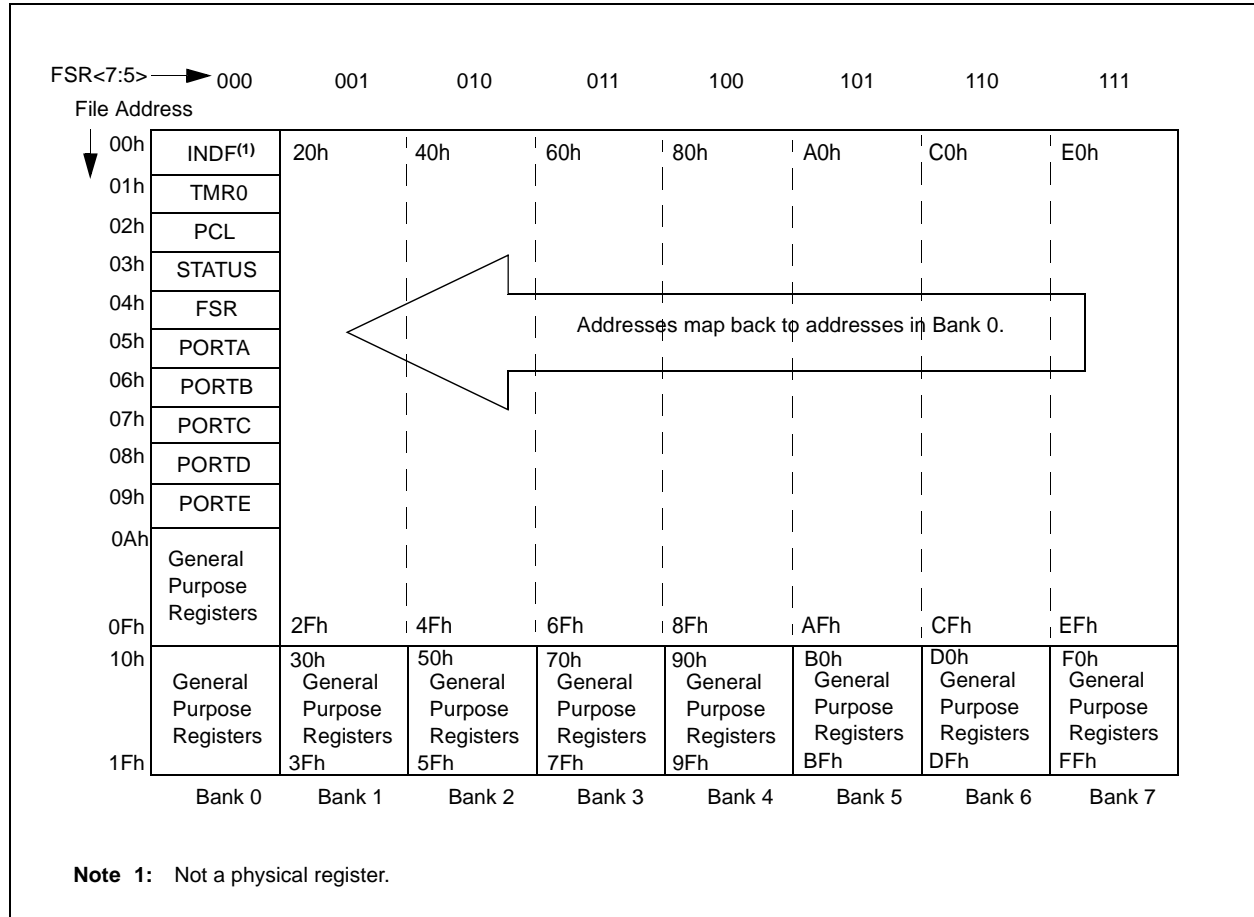 FSR<7:5> 000 001 010 011 100 101 110 111
File Address
00h INDF(1) 20h 40h 60h 80h A0h C0h E0h
01h TMR0
02h PCL
03h STATUS
04h FSR
Addresses map back to addresses in Bank 0.
05h PORTA
06h PORTB
07h PORTC
08h PORTD
09h PORTE
0Ah
General
Purpose
Registers
0Fh 2Fh 4Fh 6Fh 8Fh AFh CFh EFh
10h 30h 50h 70h 90h B0h D0h F0h
General General General General General General General General
Purpose Purpose Purpose Purpose Purpose Purpose Purpose Purpose
Registers Registers Registers Registers Registers Registers Registers Registers
1Fh 3Fh 5Fh 7Fh 9Fh BFh DFh FFh
Bank 0 Bank 1 Bank 2 Bank 3 Bank 4 Bank 5 Bank 6 Bank 7
Note 1: Not a physical register.